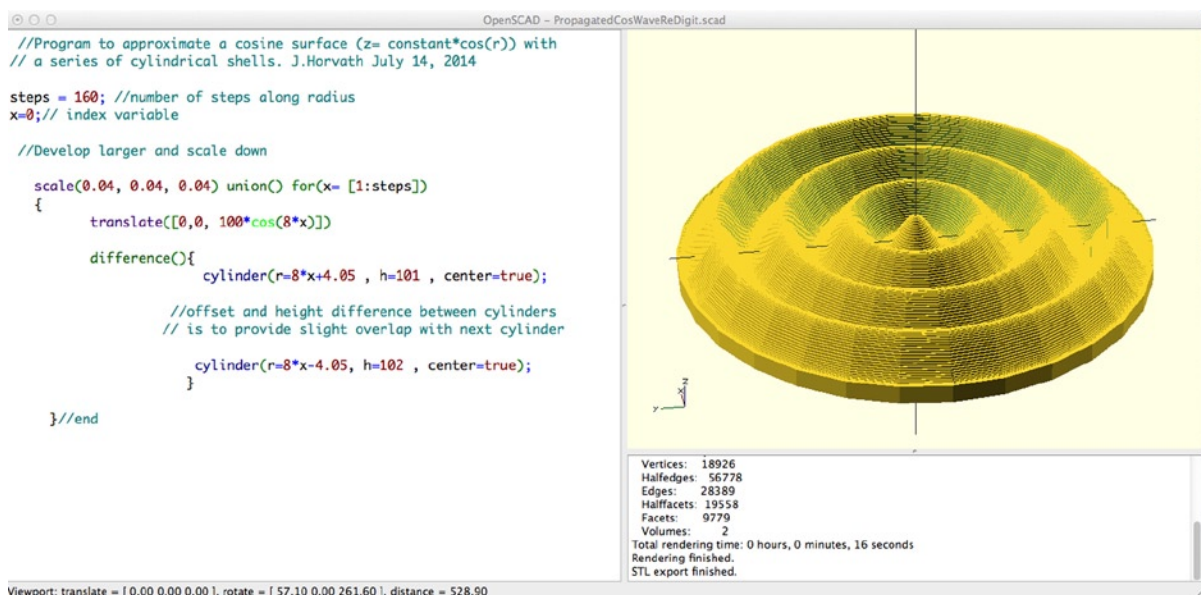 OpenSCAD – PropagatedCosWaveReDigit.scad
//Program to approximate a cosine surface (z= constant*cos(r)) with
// a series of cylindrical shells. J.Horvath July 14, 2014
steps = 160; //number of steps along radius
x=0;// index variable
//Develop larger and scale down
scale(0.04, 0.04, 0.04) union() for(x= [1:steps])
{
translate([0,0, 100*cos(8*x)])
difference(){
cylinder(r=8*x+4.05 , h=101 , center=true);
//offset and height difference between cylinders
// is to provide slight overlap with next cylinder
cylinder(r=8*x-4.05, h=102 , center=true);
}
}//end
z
x
y
Vertices: 18926
Halfedges: 56778
Edges: 28389
Halffacets: 19558
Facets: 9779
Volumes: 2
Total rendering time: 0 hours, 0 minutes, 16 seconds
Rendering finished.
STL export finished.
Viewport: translate = [ 0.00 0.00 0.00 ], rotate = [ 57.10 0.00 261.60 ], distance = 528.90